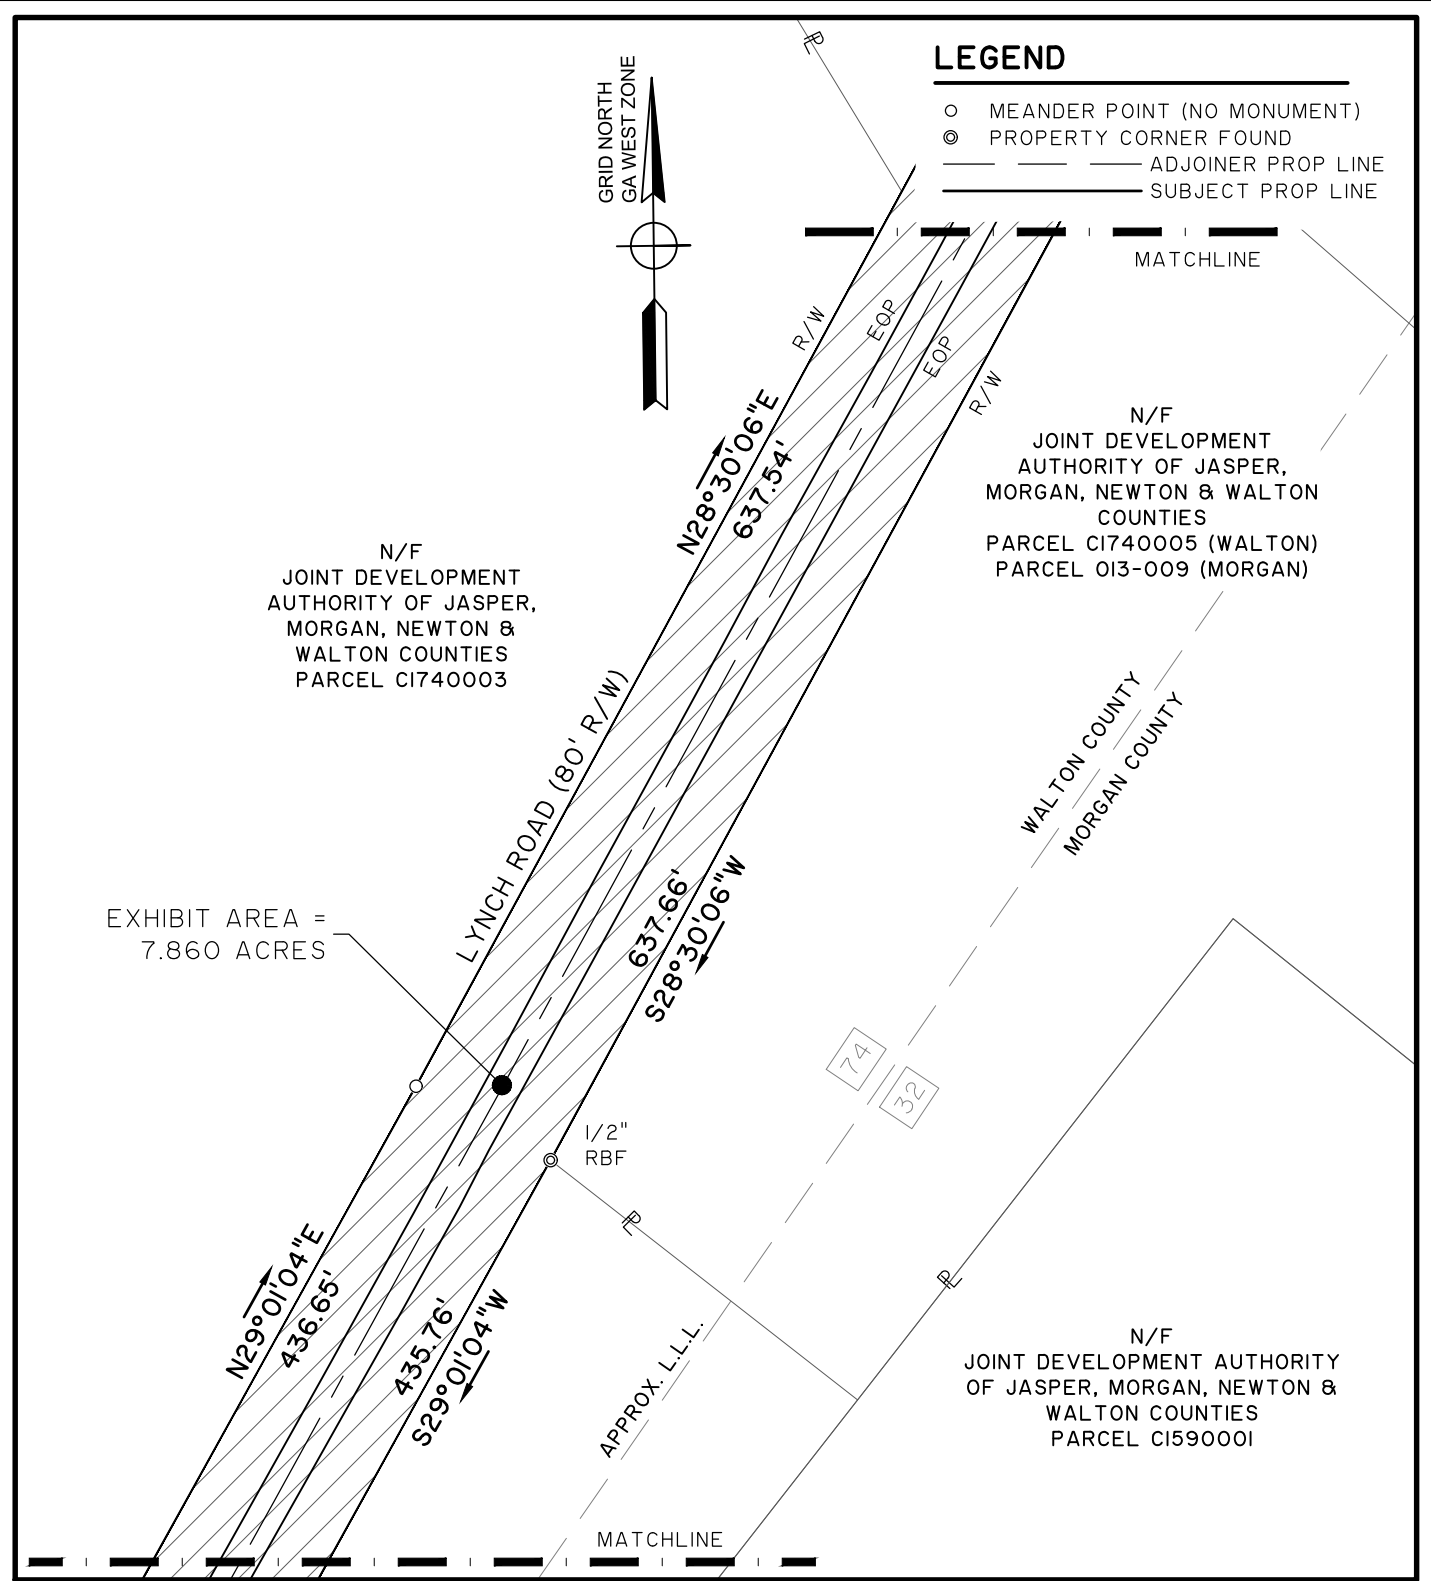 LEGEND
MEANDER POINT (NO MONUMENT)
PROPERTY CORNER FOUND
ADJOINER PROP LINE
SUBJECT PROP LINE
GRID NORTH
GA WEST ZONE
PL
MATCHLINE
R/W
EOP
EOP
R/W
N28°30'06"E
637.54'
N/F
JOINT DEVELOPMENT
AUTHORITY OF JASPER,
MORGAN, NEWTON & WALTON
COUNTIES
PARCEL C1740005 (WALTON)
PARCEL 013-009 (MORGAN)
N/F
JOINT DEVELOPMENT
AUTHORITY OF JASPER,
MORGAN, NEWTON &
WALTON COUNTIES
PARCEL C1740003
LYNCH ROAD (80' R/W)
WALTON COUNTY
MORGAN COUNTY
637.66'
S28°30'06"W
EXHIBIT AREA =
7.860 ACRES
74
32
1/2"
RBF
PL
PL
N29°01'04"E
436.65'
435.76'
S29°01'04"W
APPROX. L.L.L.
N/F
JOINT DEVELOPMENT AUTHORITY
OF JASPER, MORGAN, NEWTON &
WALTON COUNTIES
PARCEL C1590001
MATCHLINE